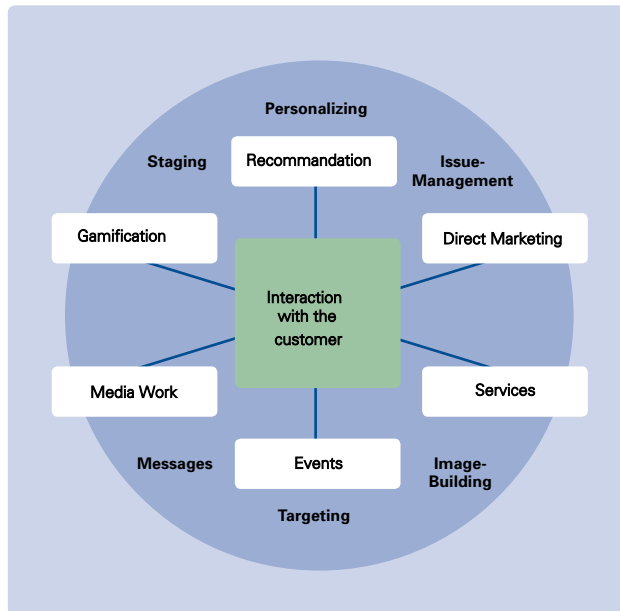 Personalizing
Recommandation
Staging
Issue-
Management
Gamification
Direct Marketing
Interaction
with the
customer
Media Work
Services
Messages
Events
Image-
Building
Targeting